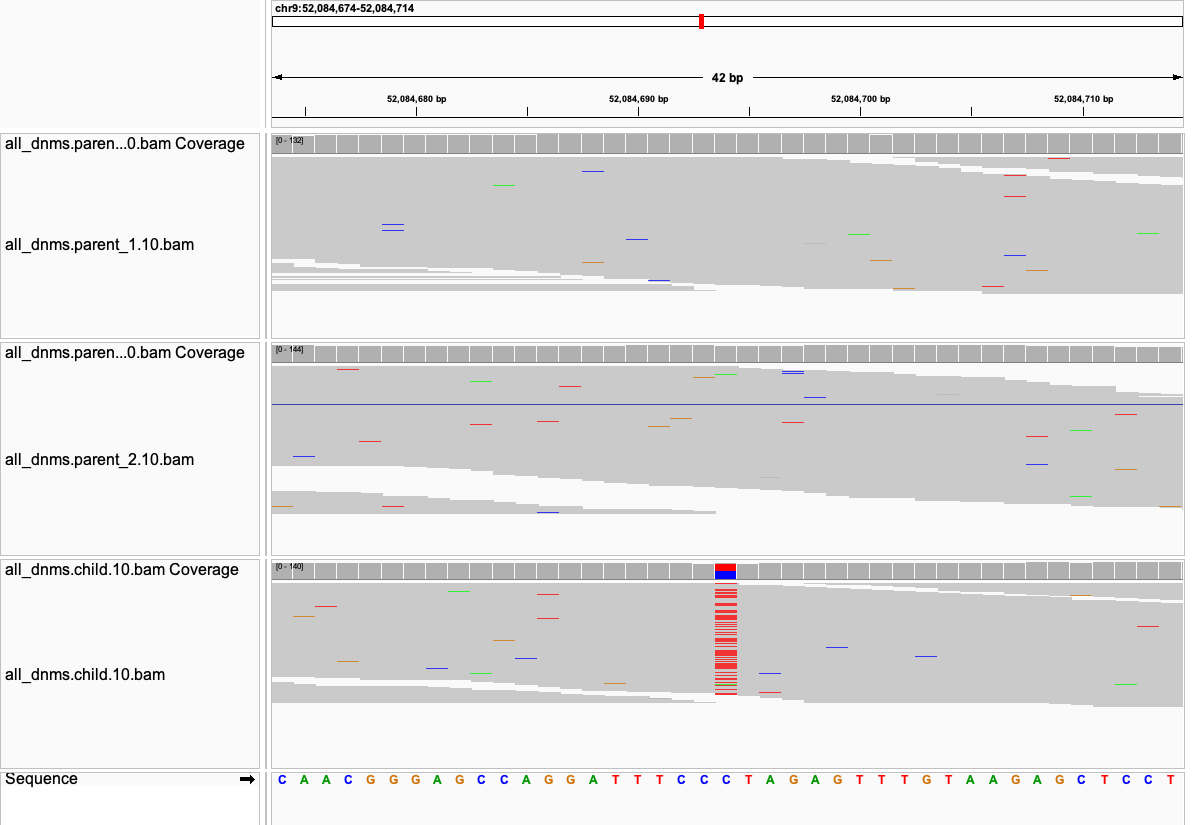 chr9:52,084,674-52,084,714
42 bp
52,084,680 bp 52,084,690 bp 52,084,700 bp 52,084,710 bp
all_dnms.paren...0.bam Coverage [0 - 132]
all_dnms.parent_1.10.bam
all_dnms.paren...0.bam Coverage [0 - 144]
all_dnms.parent_2.10.bam
all_dnms.child.10.bam Coverage [0 - 140]
all_dnms.child.10.bam
Sequence C A A C G G G A G C C A G G A T T T C C C T A G A G T T T G T A A G A G C T C C T